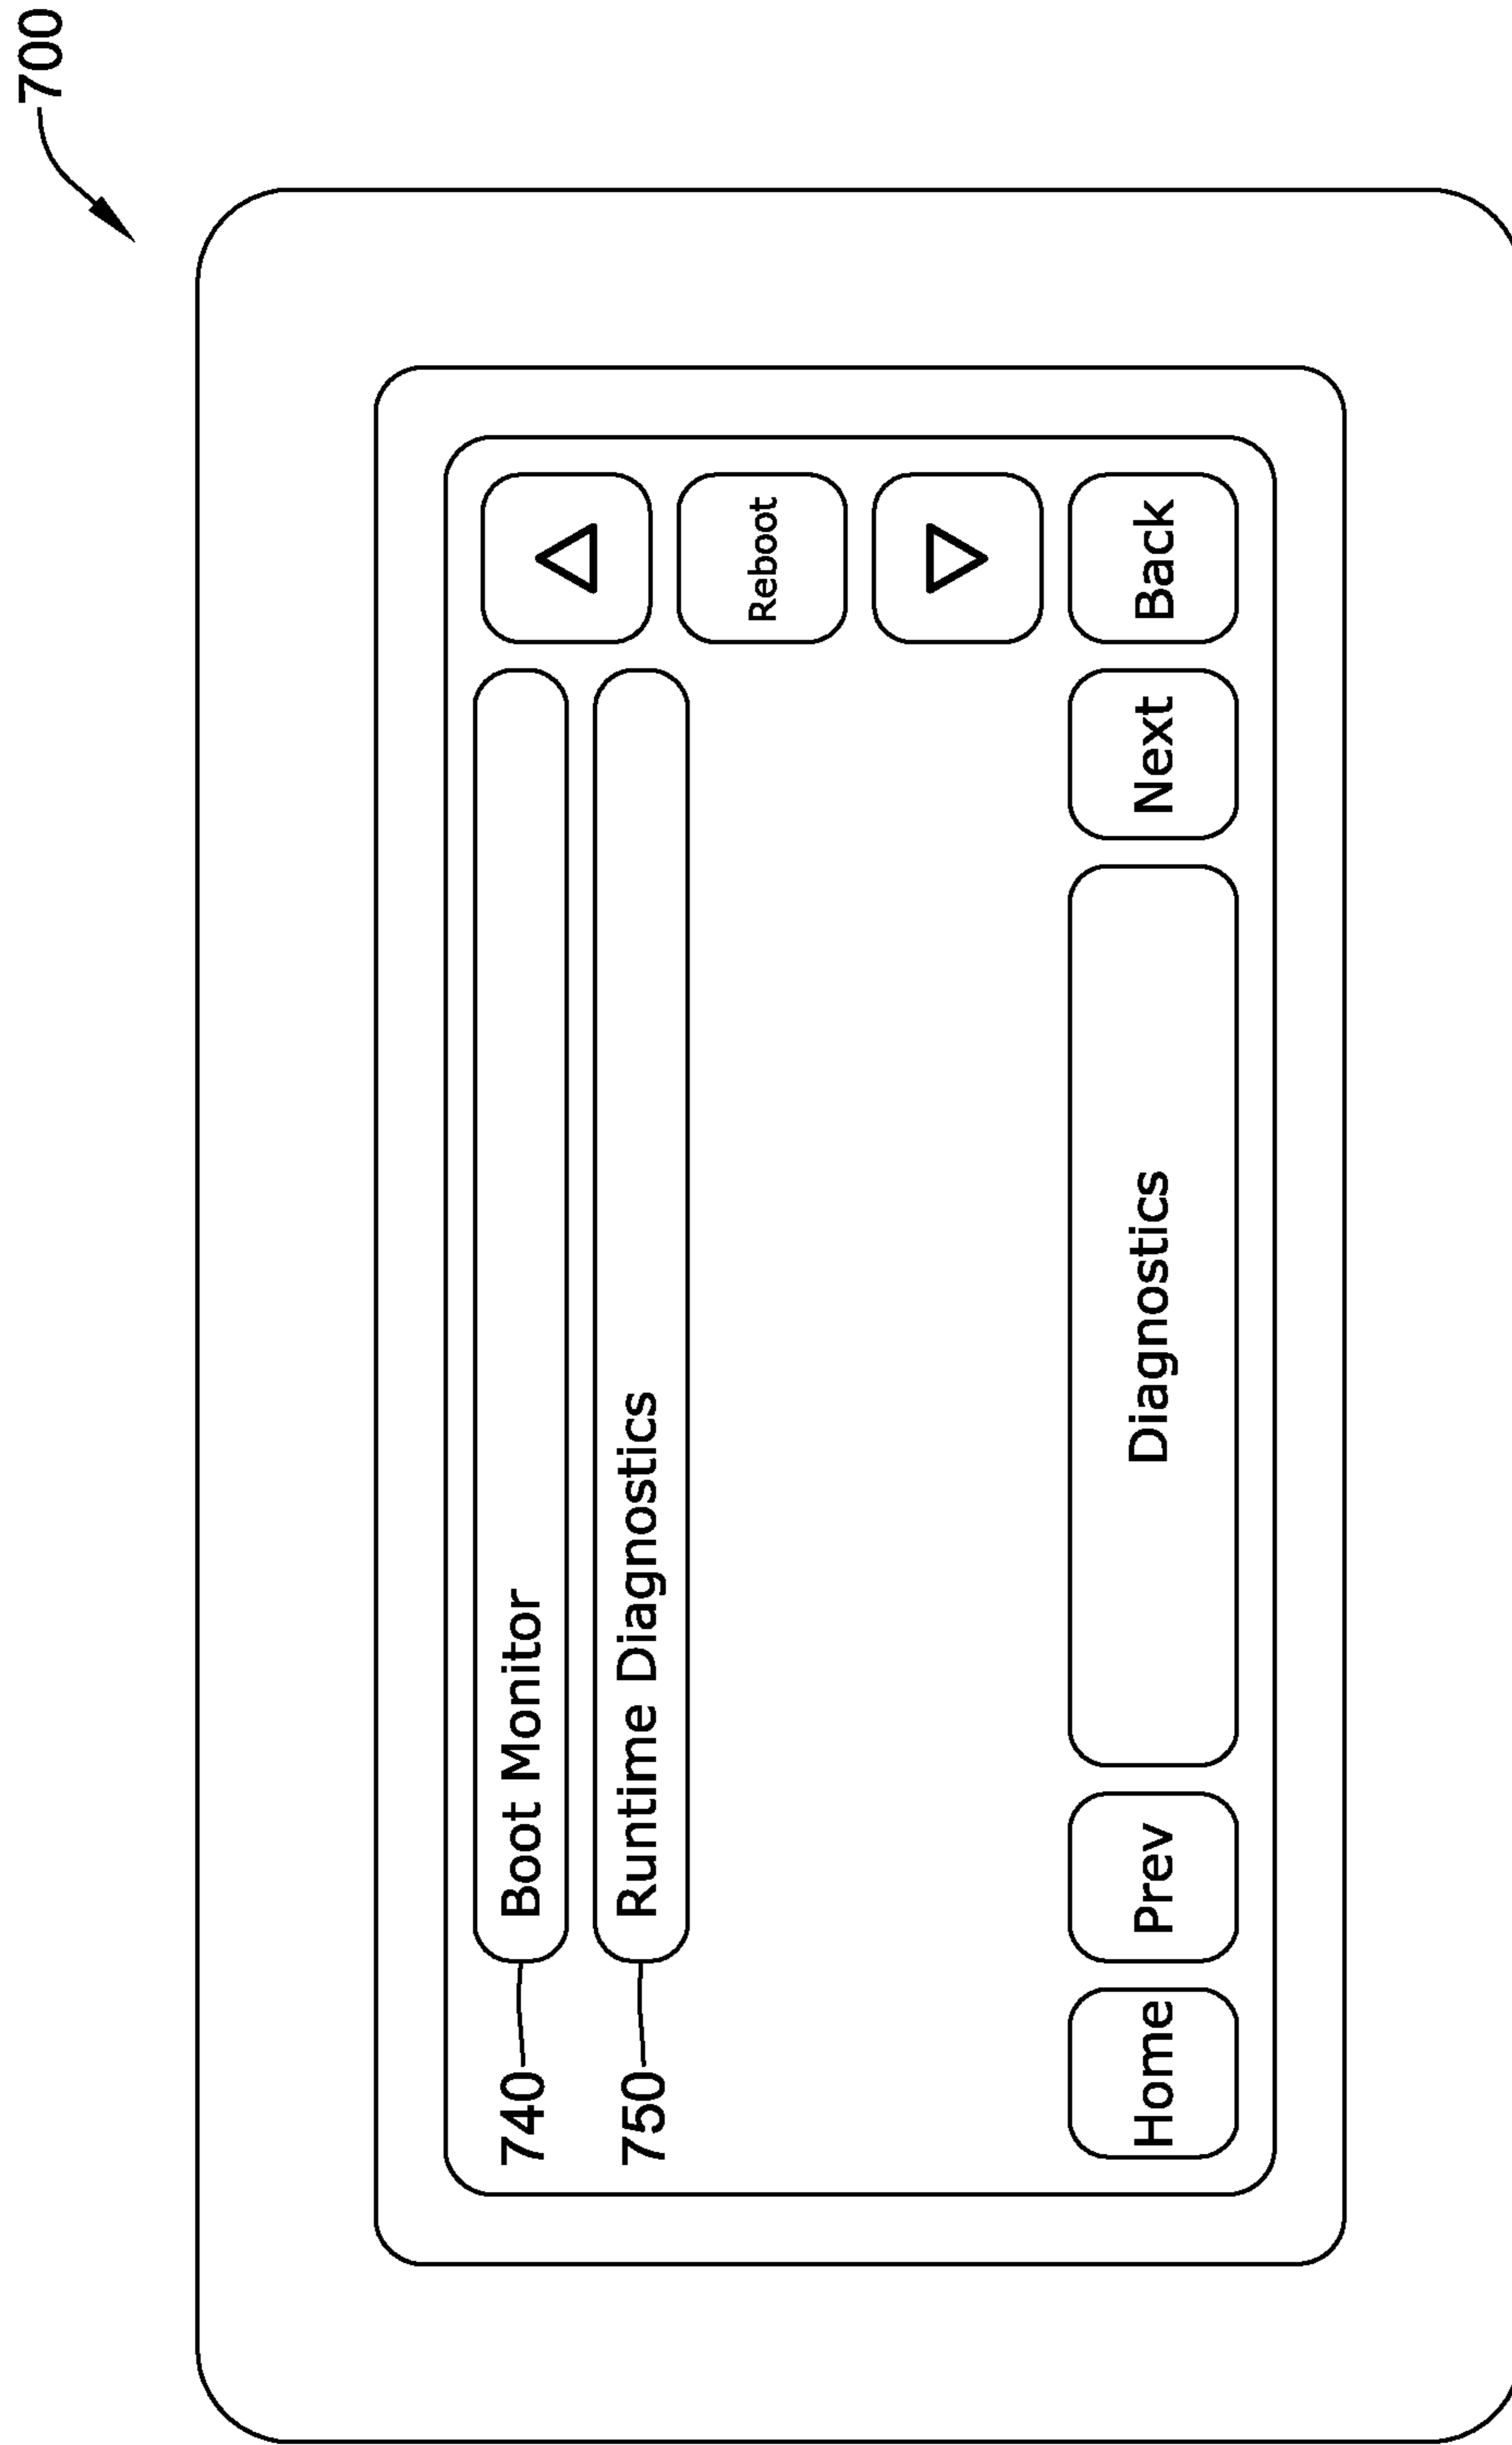 700
740 Boot Monitor
750 Runtime Diagnostics
Reboot
Home Prev Diagnostics Next Back